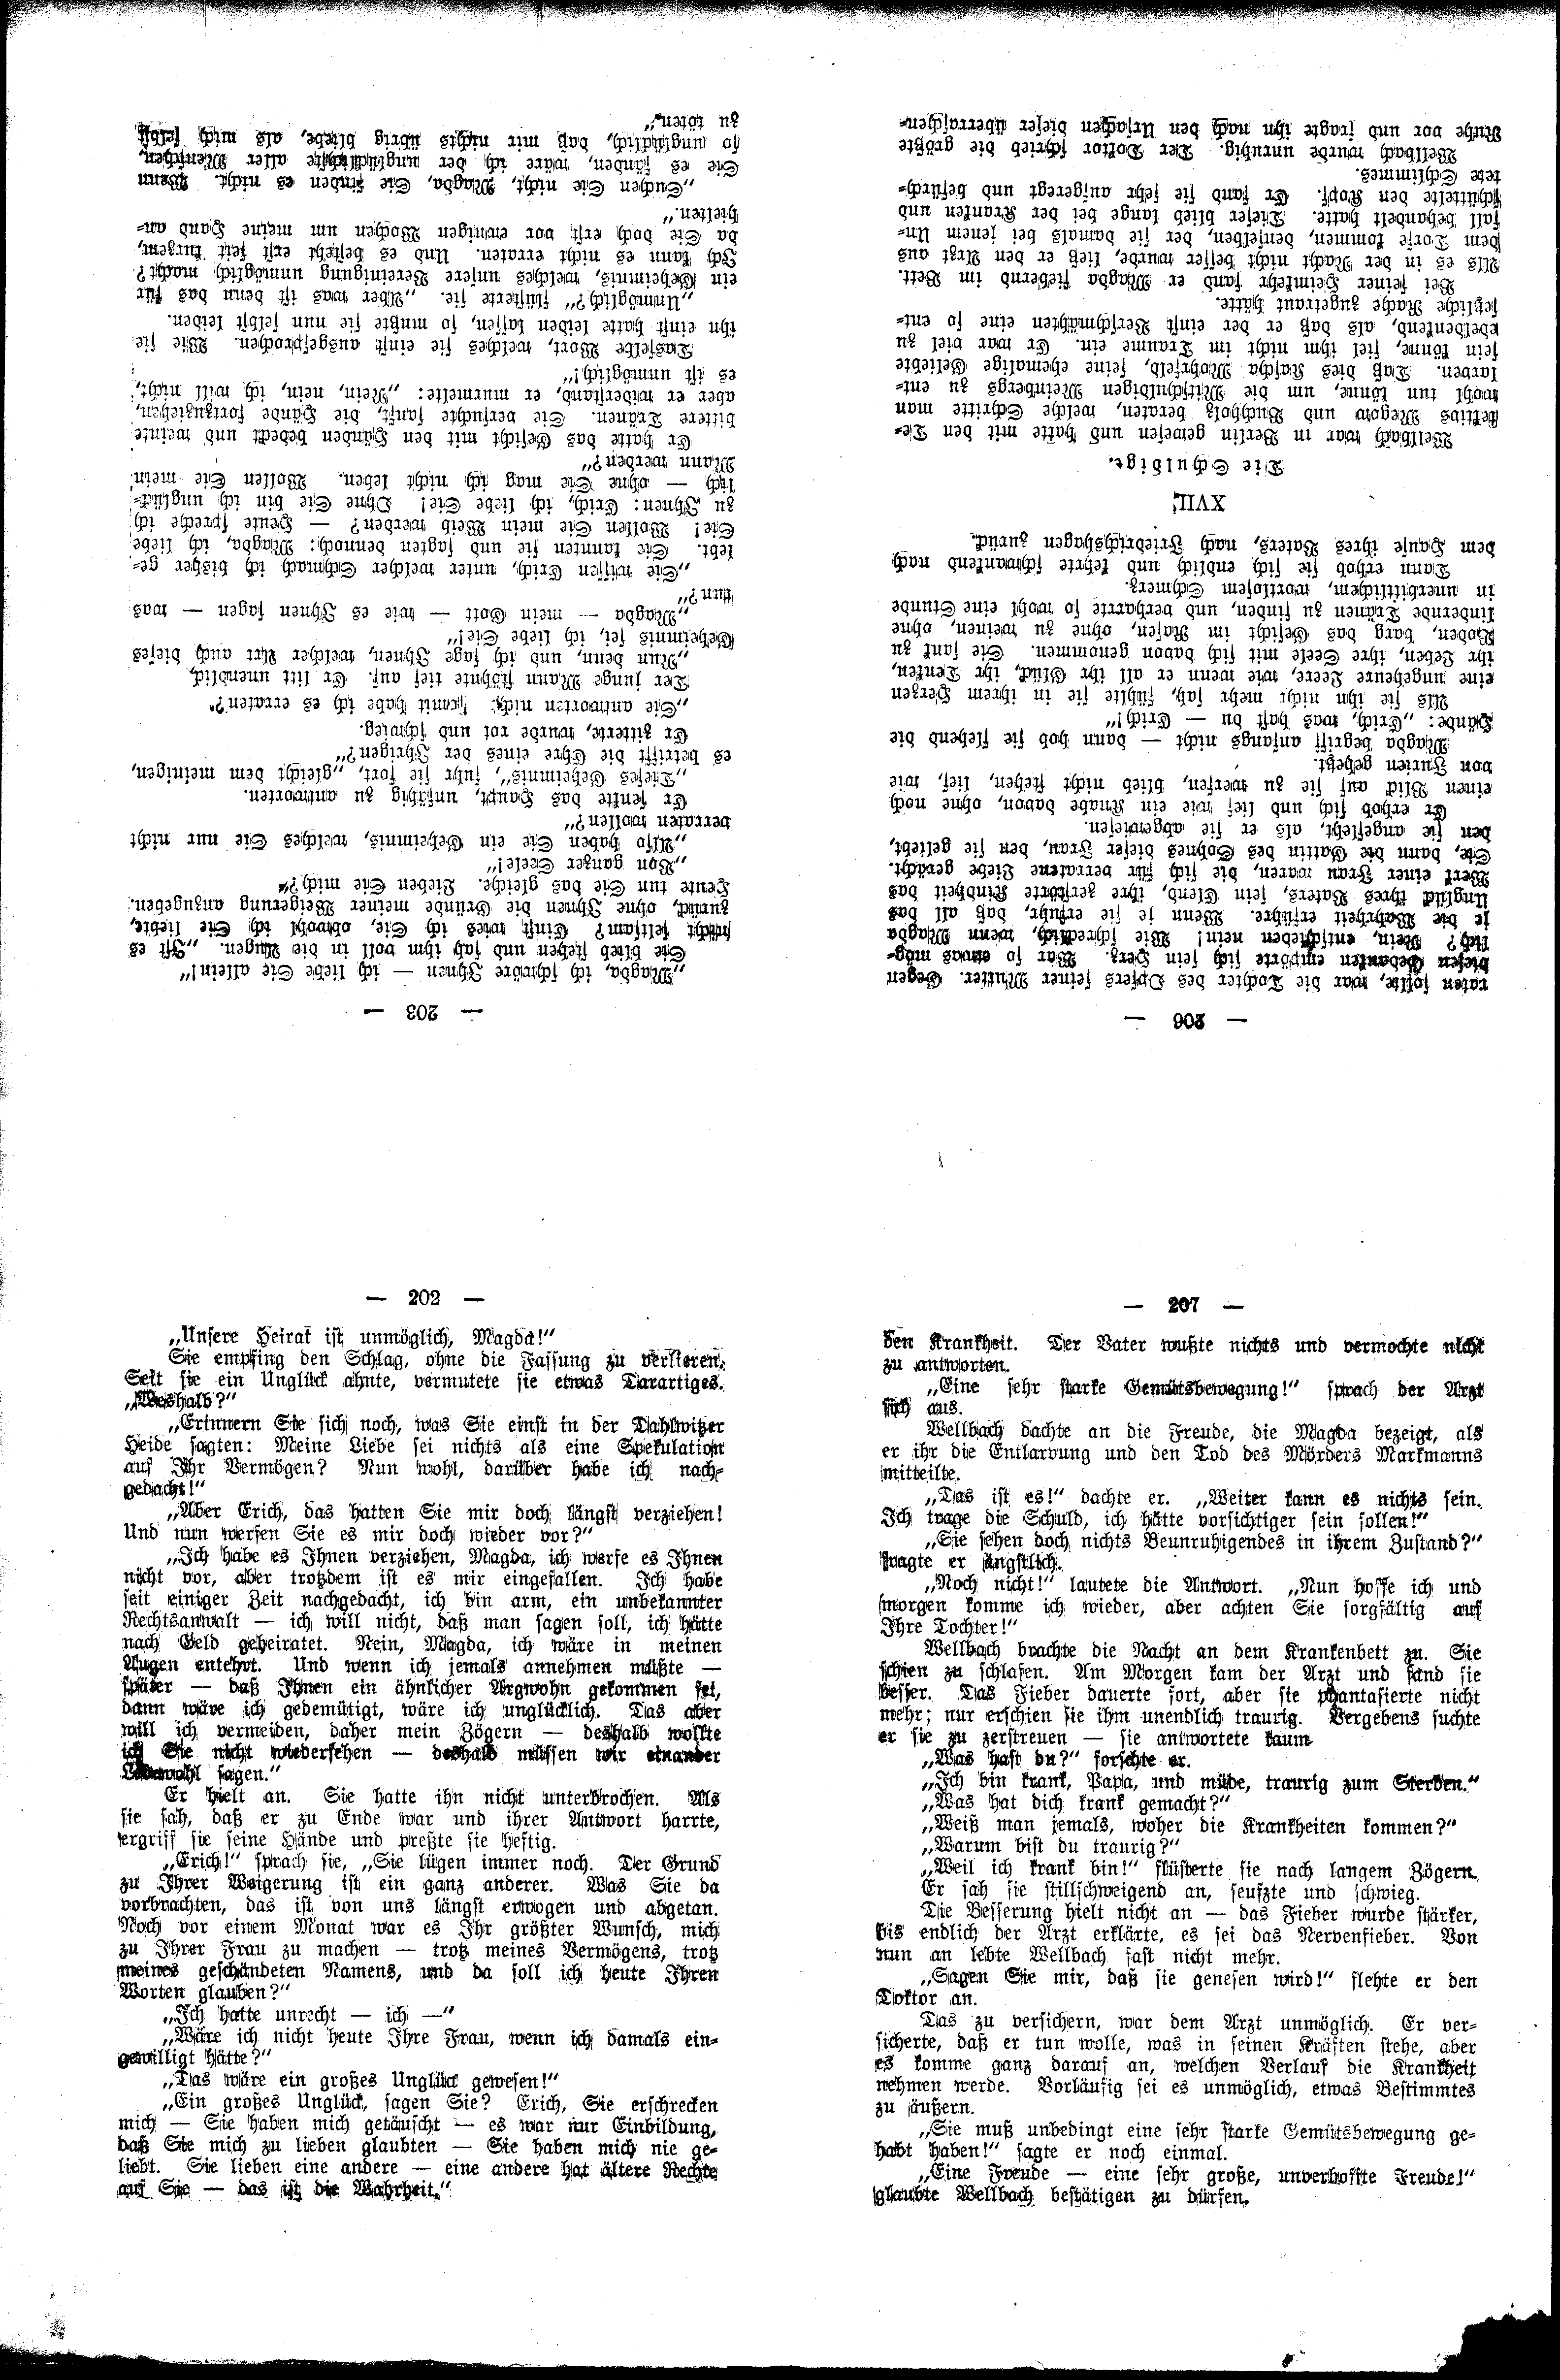 — 202 —
„Unsere Heirat ist unmöglich, Magda!“
Sie empfing den Schlag, ohne die Fassung zu verlieren.
Seit sie ein Unglück ahnte, vermutete sie etwas Derartiges.
„Weshalb?“
„Erinnern Sie sich noch, was Sie einst in der Dahlwitzer
Heide sagten: Meine Liebe sei nichts als eine Spekulation
auf Ihr Vermögen? Nun wohl, darüber habe ich nach-
gedacht!“
„Aber Erich, das hatten Sie mir doch längst verziehen!
Und nun werfen Sie es mir doch wieder vor?“
„Ich habe es Ihnen verziehen, Magda, ich werfe es Ihnen
nicht vor, aber trotzdem ist es mir eingefallen. Ich habe
seit einiger Zeit nachgedacht, ich bin arm, ein unbekannter
Rechtsanwalt — ich will nicht, daß man sagen soll, ich hätte
nach Geld geheiratet. Nein, Magda, ich wäre in meinen
Augen entehrt. Und wenn ich jemals annehmen müßte —
später — daß Ihnen ein ähnlicher Argwohn gekommen sei,
dann wäre ich gedemütigt, wäre ich unglücklich. Das aber
will ich vermeiden, daher mein Zögern — deshalb wollte
ich Sie nicht wiedersehen — deshalb müssen wir einander
Lebewohl sagen.“
Er hielt an. Sie hatte ihn nicht unterbrochen. Als
sie sah, daß er zu Ende war und ihrer Antwort harrte,
ergriff sie seine Hände und preßte sie heftig.
„Erich!“ sprach sie, „Sie lügen immer noch. Der Grund
zu Ihrer Weigerung ist ein ganz anderer. Was Sie da
vorbrachten, das ist von uns längst erwogen und abgetan.
Noch vor einem Monat war es Ihr größter Wunsch, mich
zu Ihrer Frau zu machen — trotz meines Vermögens, trotz
meines geschändeten Namens, und da soll ich heute Ihren
Worten glauben?“
„Ich hatte unrecht — ich —“
„Wäre ich nicht heute Ihre Frau, wenn ich damals ein-
gewilligt hätte?“
„Das wäre ein großes Unglück gewesen!“
„Ein großes Unglück, sagen Sie? Erich, Sie erschrecken
mich — Sie haben mich getäuscht — es war nur Einbildung,
daß Sie mich zu lieben glaubten — Sie haben mich nie ge-
liebt. Sie lieben eine andere — eine andere hat ältere Rechte
auf Sie — das ist die Wahrheit.“
— 203 —
„Magda, ich schwöre Ihnen — ich liebe Sie allein!“
Sie blieb stehen und sah ihm voll in die Augen. „Ist es
nicht seltsam? Einst wies ich Sie, obwohl ich Sie liebte,
zurück, ohne Ihnen die Gründe meiner Weigerung anzugeben.
Heute tun Sie das gleiche. Lieben Sie mich?“
„Von ganzer Seele!“
„Also haben Sie ein Geheimnis, welches Sie nur nicht
verraten wollen?“
Er senkte das Haupt, unfähig zu antworten.
„Dieses Geheimnis“, fuhr sie fort, „gleicht dem meinigen,
es betrifft die Ehre eines der Ihrigen?“
Er zitterte, wurde rot und schwieg.
„Sie antworten nicht, somit habe ich es erraten?“
Der junge Mann stöhnte tief auf. Er litt unendlich.
„Nun denn, und ich sage Ihnen, welcher Art auch dieses
Geheimnis sei, ich liebe Sie!“
„Magda — mein Gott — wie es Ihnen sagen — was
tun?“
„Sie wissen Erich, unter welcher Schmach ich bisher ge-
lebt. Sie kannten sie und sagten dennoch: Magda, ich liebe
Sie! Wollen Sie mein Weib werden? — Heute spreche ich
zu Ihnen: Erich, ich liebe Sie! Ohne Sie bin ich unglück-
lich — ohne Sie mag ich nicht leben. Wollen Sie mein
Mann werden?“
Er hatte das Gesicht mit den Händen bedeckt und weinte
bittere Tränen. Sie versuchte sanft, die Hände fortzuziehen,
aber er widerstand, er murmelte: „Nein, nein, ich will nicht,
es ist unmöglich!“
Dasselbe Wort, welches sie einst ausgesprochen. Wie sie
ihn einst hatte leiden lassen, so mußte sie nun selbst leiden.
„Unmöglich?“ flüsterte sie. „Aber was ist denn das für
ein Geheimnis, welches unsere Vereinigung unmöglich macht?
Ich kann es nicht erraten. Und es besteht erst seit kurzem,
da Sie doch erst vor einigen Wochen um meine Hand an-
hielten.“
„Suchen Sie nicht, Magda, Sie finden es nicht. Wenn
Sie es fänden, wäre ich der unglücklichste aller Menschen,
so unglücklich, daß mir nichts übrig bliebe, als mich selbst
zu töten.“
— 206 —
raten sollte, war die Tochter des Opfers seiner Mutter. Gegen
diesen Gedanken empörte sich sein Herz. War so etwas mög-
lich? Nein, entschieden nein! Wie schrecklich, wenn Magda
je die Wahrheit erführe. Wenn je sie erfuhr, daß all das
Unglück ihres Vaters, sein Elend, ihre zerstörte Kindheit das
Werk einer Frau waren, die sich für verratene Liebe gerächt.
Sie, dann die Gattin des Sohnes dieser Frau, den sie geliebt,
den sie angefleht, als er sie abgewiesen.
Er erhob sich und lief wie ein Knabe davon, ohne noch
einen Blick auf sie zu werfen, blieb nicht stehen, lief, wie
von Furien gehetzt.
Magda begriff anfangs nicht — dann hob sie flehend die
Hände: „Erich, was hast du — Erich!“
Als sie ihn nicht mehr sah, fühlte sie in ihrem Herzen
eine ungeheure Leere, wie wenn er all ihr Glück, ihr Denken,
ihr Leben, ihre Seele mit sich davon genommen. Sie sank zu
Boden, barg das Gesicht im Rasen, ohne zu weinen, ohne
lindernde Tränen zu finden, und verharrte so wohl eine Stunde
in unerbittlichem, wortlosem Schmerz.
Dann erhob sie sich endlich und kehrte schwankend nach
dem Hause ihres Vaters, nach Friedrichshagen zurück.
XVII.
Die Schuldige.
Wellbach war in Berlin gewesen und hatte mit den De-
tektivs Megow und Buchholz beraten, welche Schritte man
wohl tun könne, um die Mitschuldigen Meinbergs zu ent-
larven. Daß dies Kascha Mohrfeld, seine ehemalige Geliebte
sein könne, fiel ihm nicht im Traume ein. Er war viel zu
edeldenkend, als daß er der einst Verschmähten eine so ent-
setzliche Rache zugetraut hätte.
Bei seiner Heimkehr fand er Magda fiebernd im Bett.
Als es in der Nacht nicht besser wurde, ließ er den Arzt aus
dem Dorfe kommen, denselben, der sie damals bei jenem Un-
fall behandelt hatte. Dieser blieb lange bei der Kranken und
schüttelte den Kopf. Er fand sie sehr aufgeregt und befürch-
tete Schlimmes.
Wellbach wurde unruhig. Der Doktor schrieb die größte
Ruhe vor und fragte ihn nach den Ursachen dieser überraschen-
— 207 —
den Krankheit. Der Vater wußte nichts und vermochte nicht
zu antworten.
„Eine sehr starke Gemütsbewegung!“ sprach der Arzt
sich aus.
Wellbach dachte an die Freude, die Magda bezeigt, als
er ihr die Entlarvung und den Tod des Mörders Markmanns
mitteilte.
„Das ist es!“ dachte er. „Weiter kann es nichts sein.
Ich trage die Schuld, ich hätte vorsichtiger sein sollen!“
„Sie sehen doch nichts Beunruhigendes in ihrem Zustand?“
fragte er ängstlich.
„Noch nicht!“ lautete die Antwort. „Nun hoffe ich und
morgen komme ich wieder, aber achten Sie sorgfältig auf
Ihre Tochter!“
Wellbach brachte die Nacht an dem Krankenbett zu. Sie
schien zu schlafen. Am Morgen kam der Arzt und fand sie
besser. Das Fieber dauerte fort, aber sie phantasierte nicht
mehr; nur erschien sie ihm unendlich traurig. Vergebens suchte
er sie zu zerstreuen — sie antwortete kaum
„Was hast du?“ forschte er.
„Ich bin krank, Papa, und müde, traurig zum Sterben.“
„Was hat dich krank gemacht?“
„Weiß man jemals, woher die Krankheiten kommen?“
„Warum bist du traurig?“
„Weil ich krank bin!“ flüsterte sie nach langem Zögern.
Er sah sie stillschweigend an, seufzte und schwieg.
Die Besserung hielt nicht an — das Fieber wurde stärker,
bis endlich der Arzt erklärte, es sei das Nervenfieber. Von
nun an lebte Wellbach fast nicht mehr.
„Sagen Sie mir, daß sie genesen wird!“ flehte er den
Doktor an.
Das zu versichern, war dem Arzt unmöglich. Er ver-
sicherte, daß er tun wolle, was in seinen Kräften stehe, aber
es komme ganz darauf an, welchen Verlauf die Krankheit
nehmen werde. Vorläufig sei es unmöglich, etwas Bestimmtes
zu äußern.
„Sie muß unbedingt eine sehr starke Gemütsbewegung ge-
habt haben!“ sagte er noch einmal.
„Eine Freude — eine sehr große, unverhoffte Freude!“
glaubte Wellbach bestätigen zu dürfen.